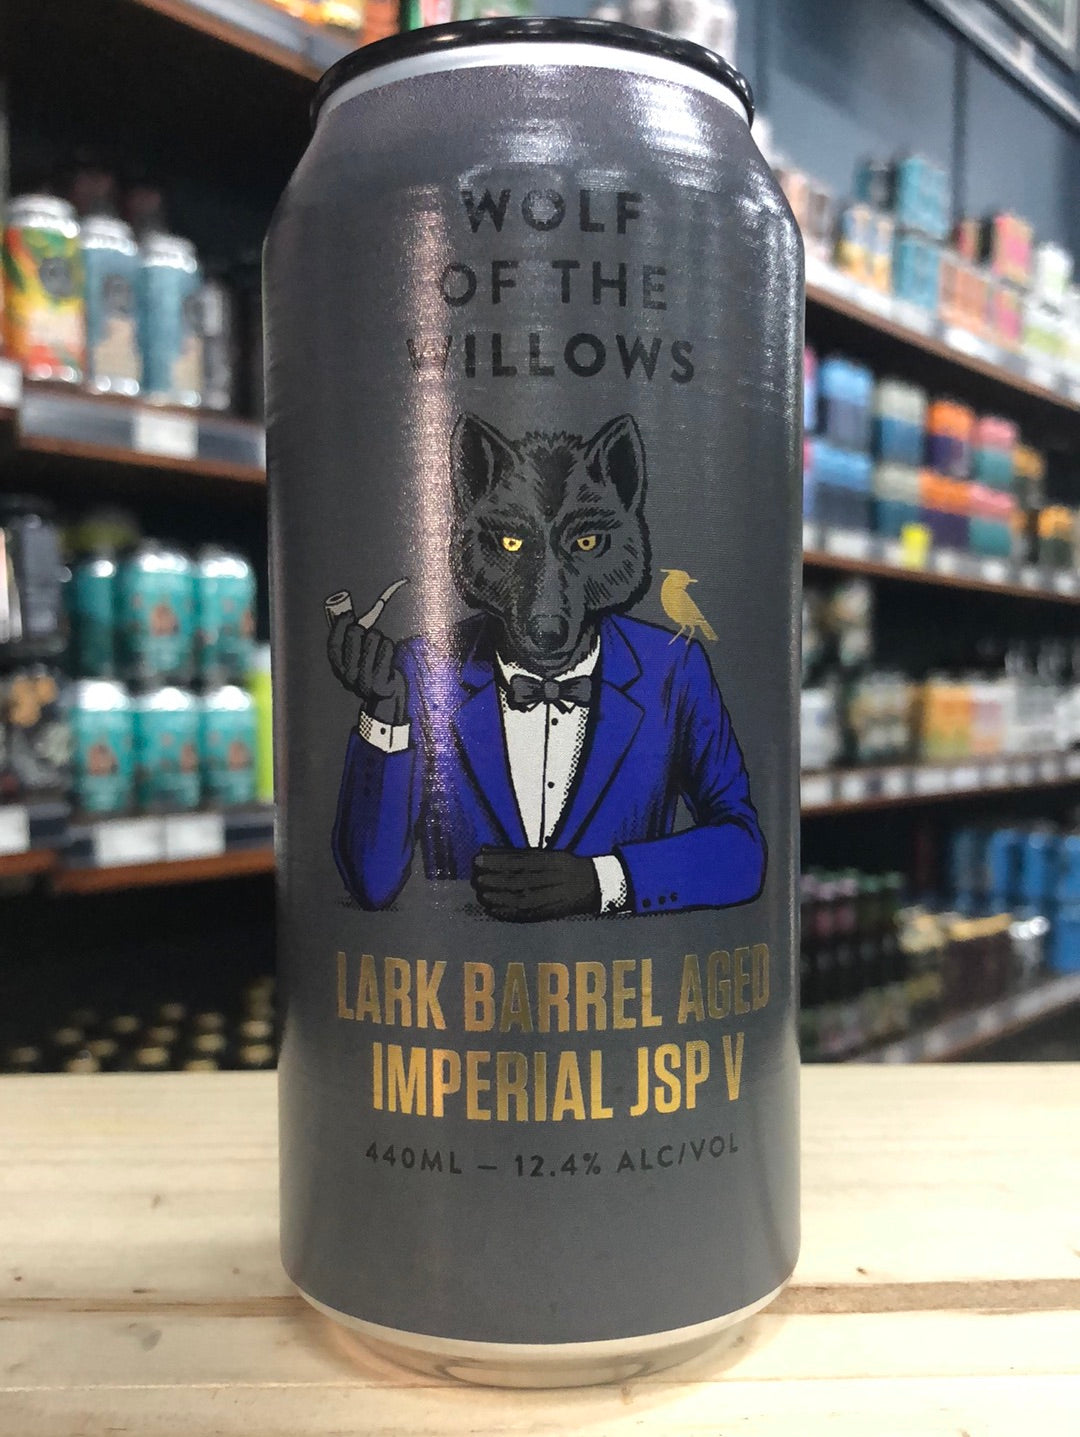 WOLF
OF THE
WILLOWS
LARK BARREL AGED
IMPERIAL JSP V
440ML – 12.4% ALC/VOL